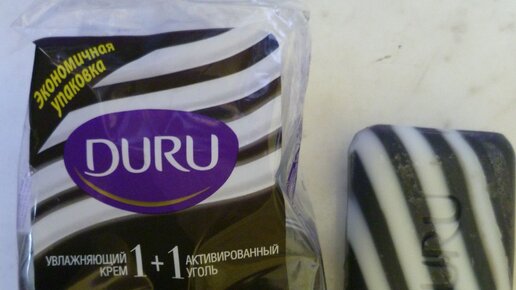 Экономичная
упаковка
DURU
УВЛАЖНЯЮЩИЙ КРЕМ 1+1 АКТИВИРОВАННЫЙ УГОЛЬ
DURU